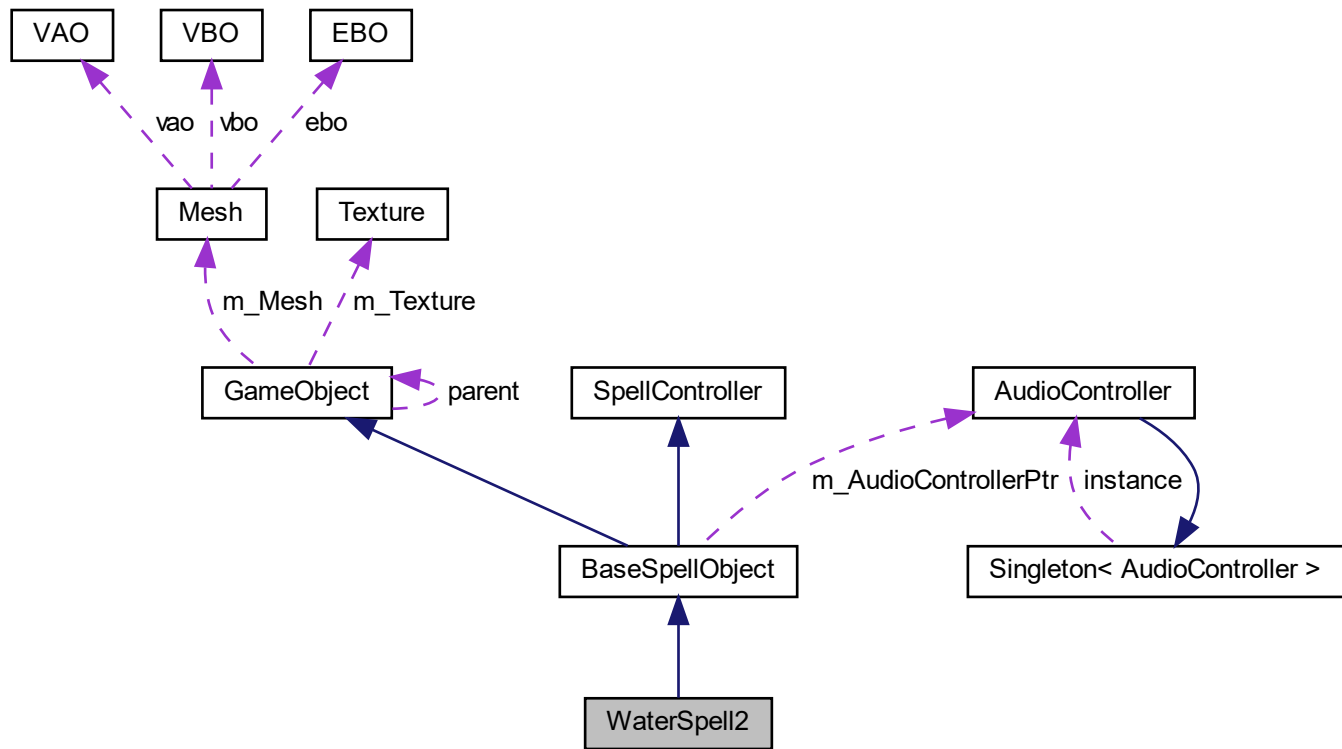 VAO
VBO
EBO
vao
vbo
ebo
Mesh
Texture
m_Mesh
m_Texture
GameObject
parent
SpellController
AudioController
m_AudioControllerPtr
instance
BaseSpellObject
Singleton< AudioController >
WaterSpell2